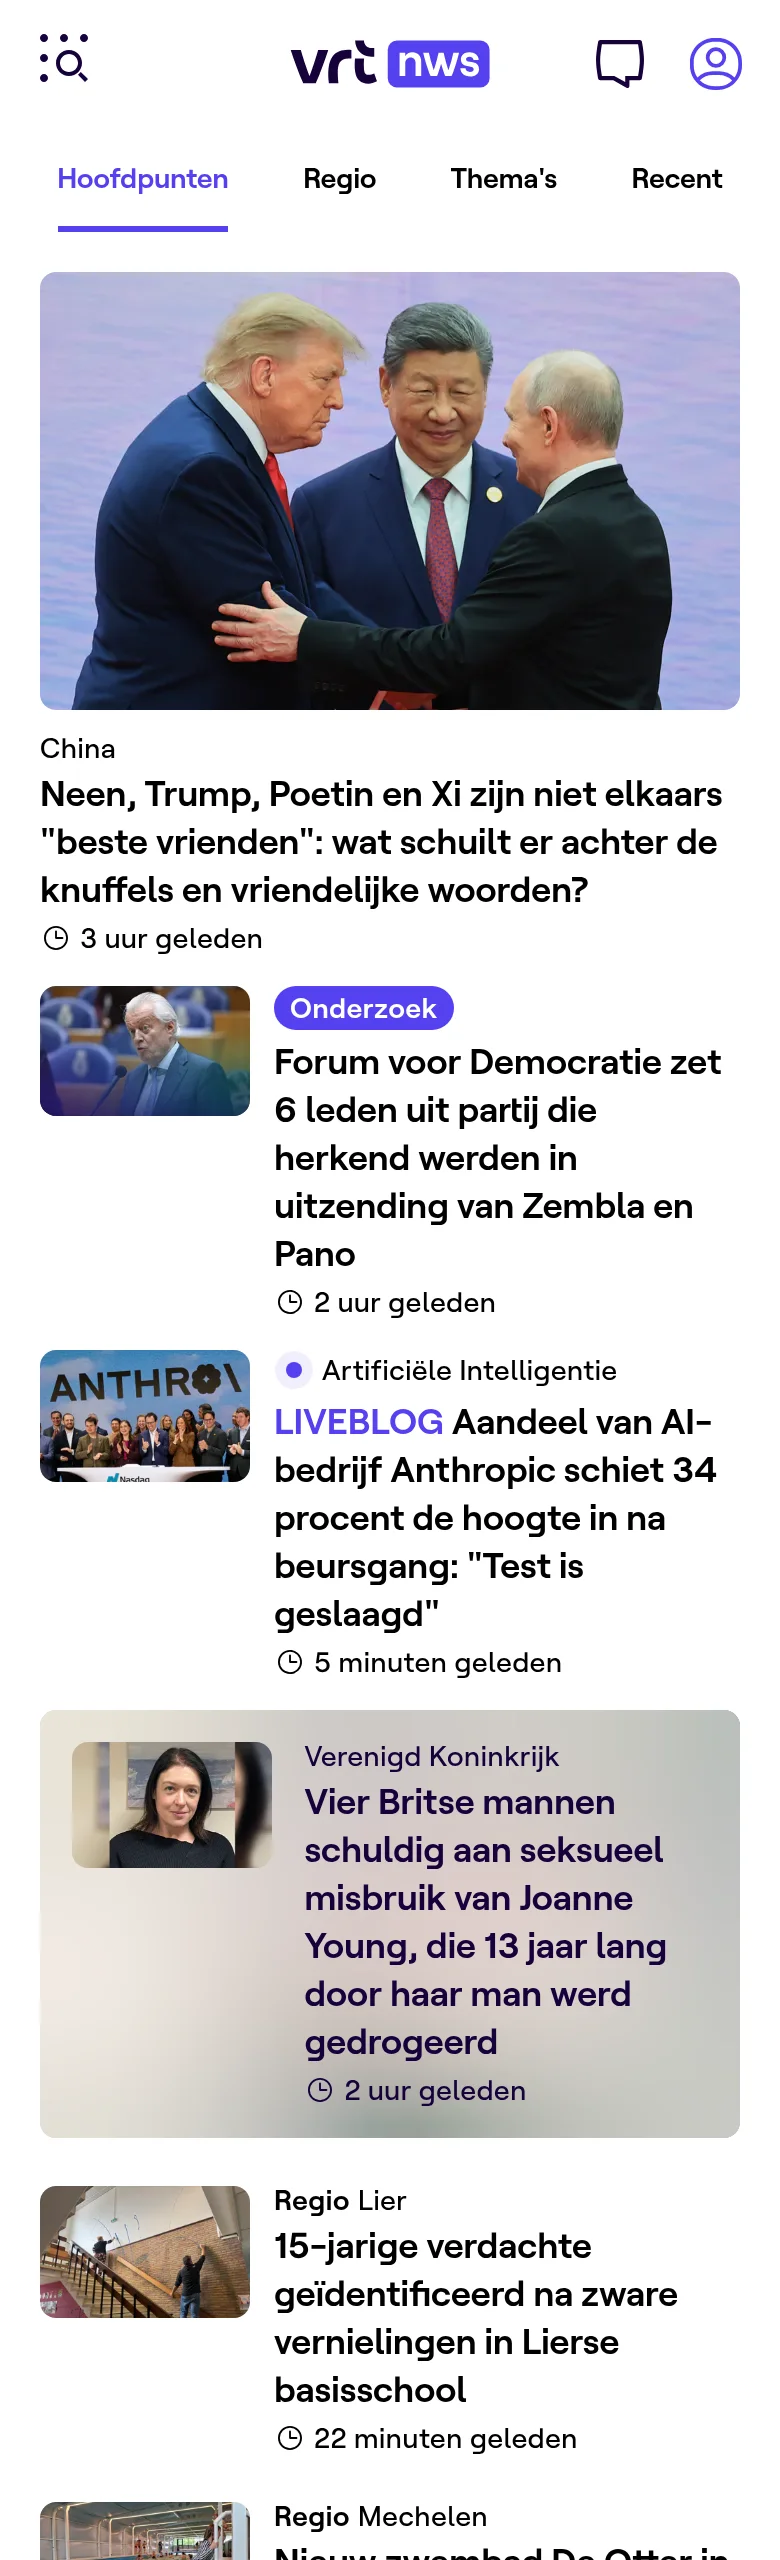 vrt nws
Hoofdpunten Regio Thema's Recent
China
Neen, Trump, Poetin en Xi zijn niet elkaars
"beste vrienden": wat schuilt er achter de
knuffels en vriendelijke woorden?
3 uur geleden
Onderzoek
Forum voor Democratie zet
6 leden uit partij die
herkend werden in
uitzending van Zembla en
Pano
2 uur geleden
ANTHRO\
Nasdaq
Artificiële Intelligentie
LIVEBLOG Aandeel van AI-
bedrijf Anthropic schiet 34
procent de hoogte in na
beursgang: "Test is
geslaagd"
5 minuten geleden
Verenigd Koninkrijk
Vier Britse mannen
schuldig aan seksueel
misbruik van Joanne
Young, die 13 jaar lang
door haar man werd
gedrogeerd
2 uur geleden
Regio Lier
15-jarige verdachte
geïdentificeerd na zware
vernielingen in Lierse
basisschool
22 minuten geleden
Regio Mechelen
Nieuw zwembad De Otter in